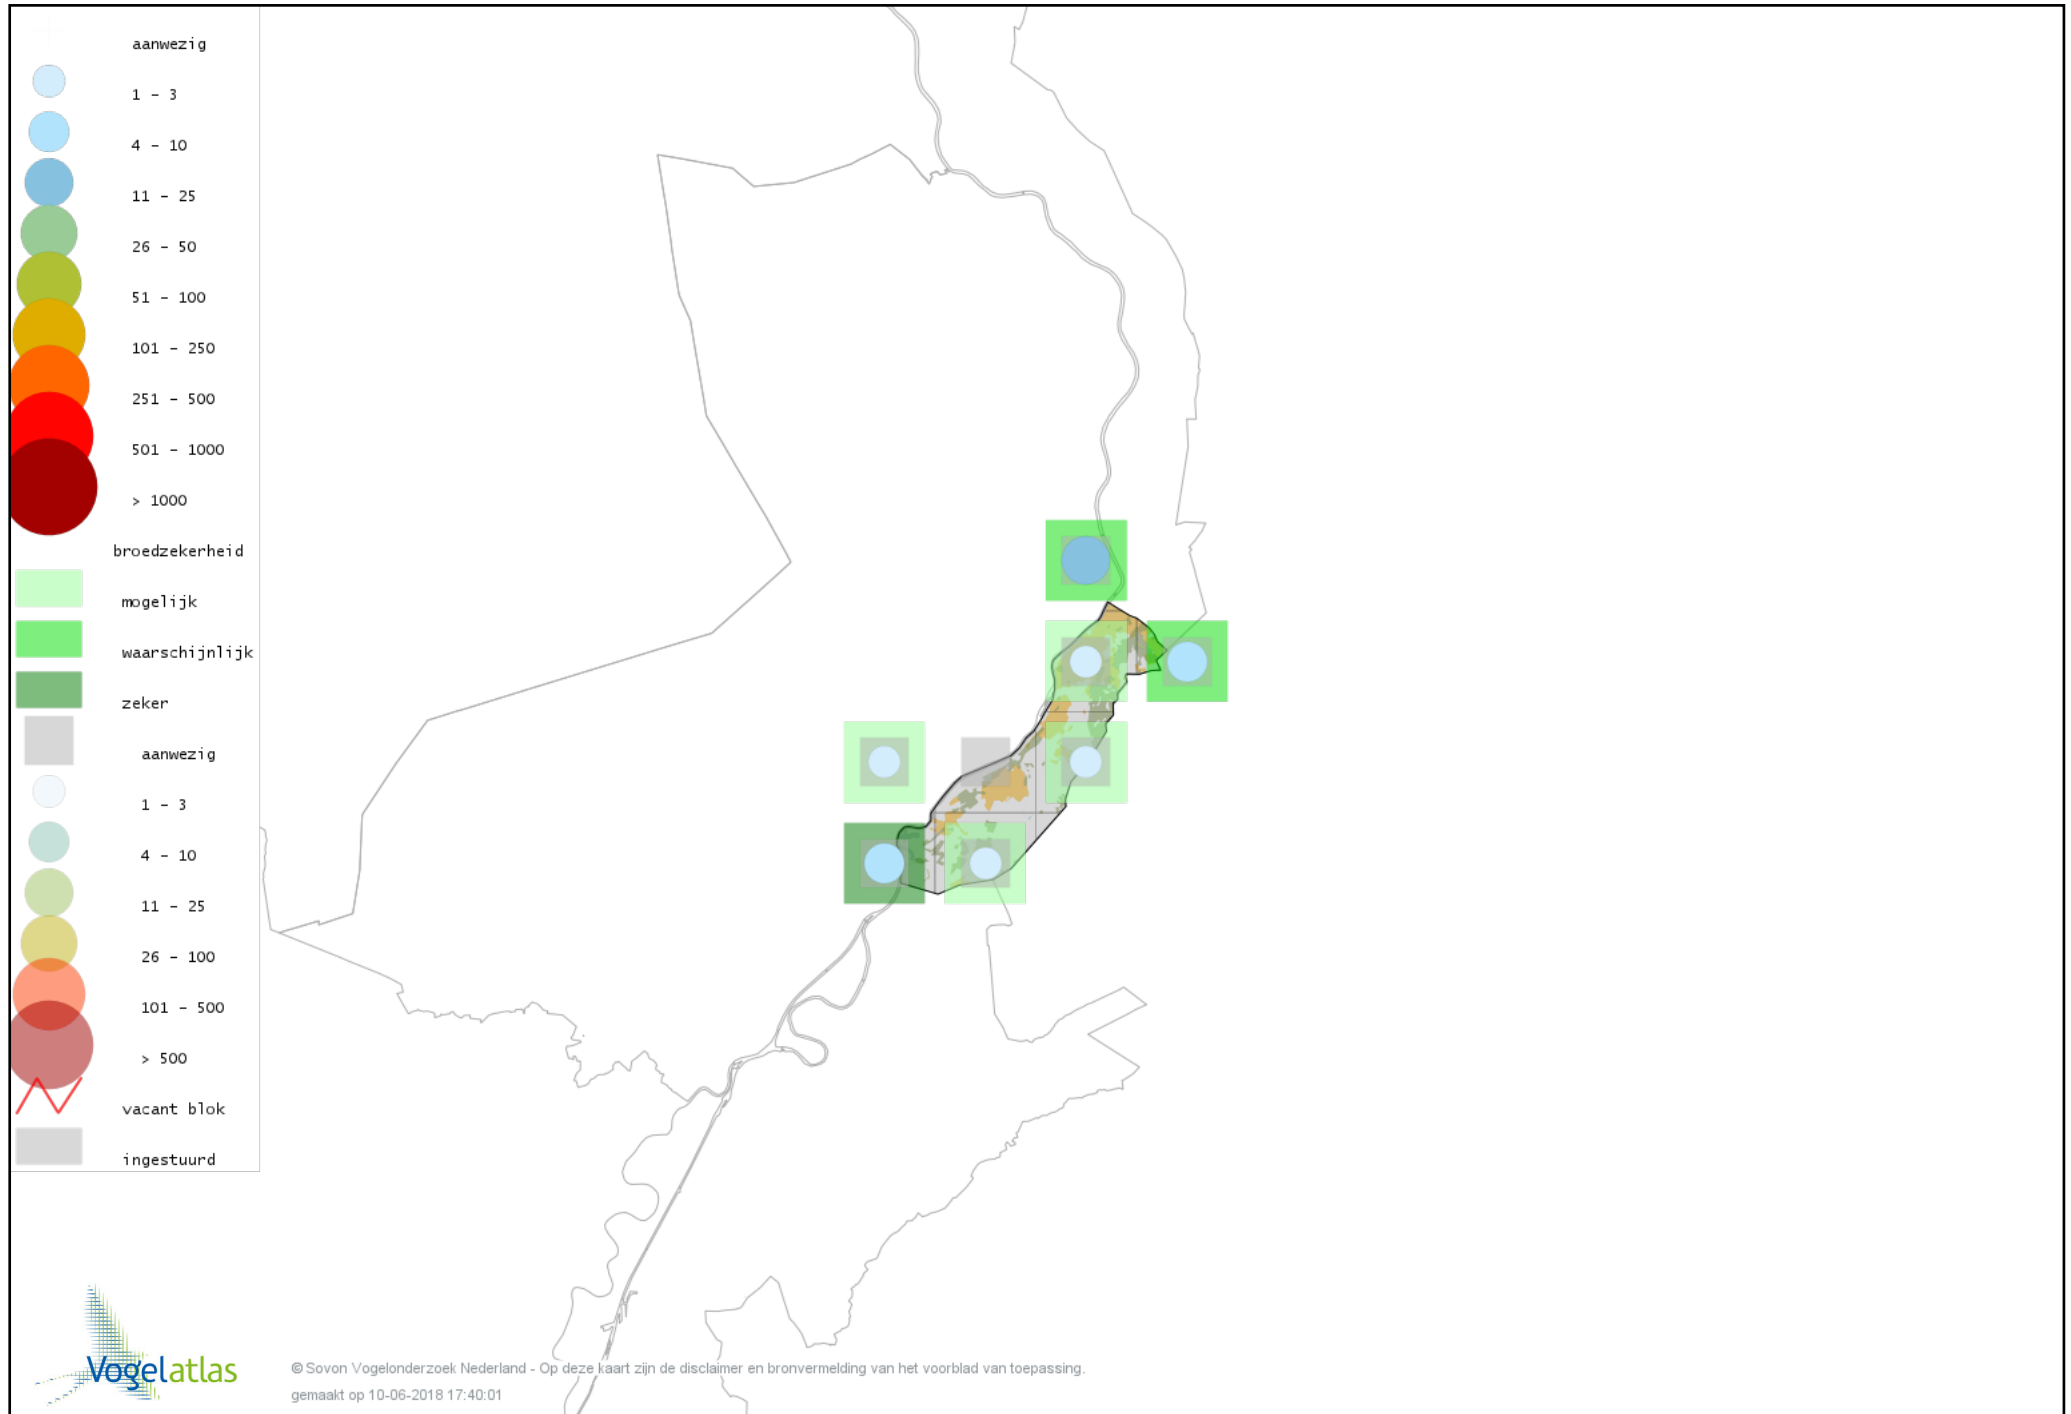 aanwezig
1 - 3
4 - 10
11 - 25
26 - 50
51 - 100
101 - 250
251 - 500
501 - 1000
> 1000
broedzekerheid
mogelijk
waarschijnlijk
zeker
aanwezig
1 - 3
4 - 10
11 - 25
26 - 100
101 - 500
> 500
vacant blok
ingestuurd
Vogelatlas
© Sovon Vogelonderzoek Nederland - Op deze kaart zijn de disclaimer en bronvermelding van het voorblad van toepassing.
gemaakt op 10-06-2018 17:40:01